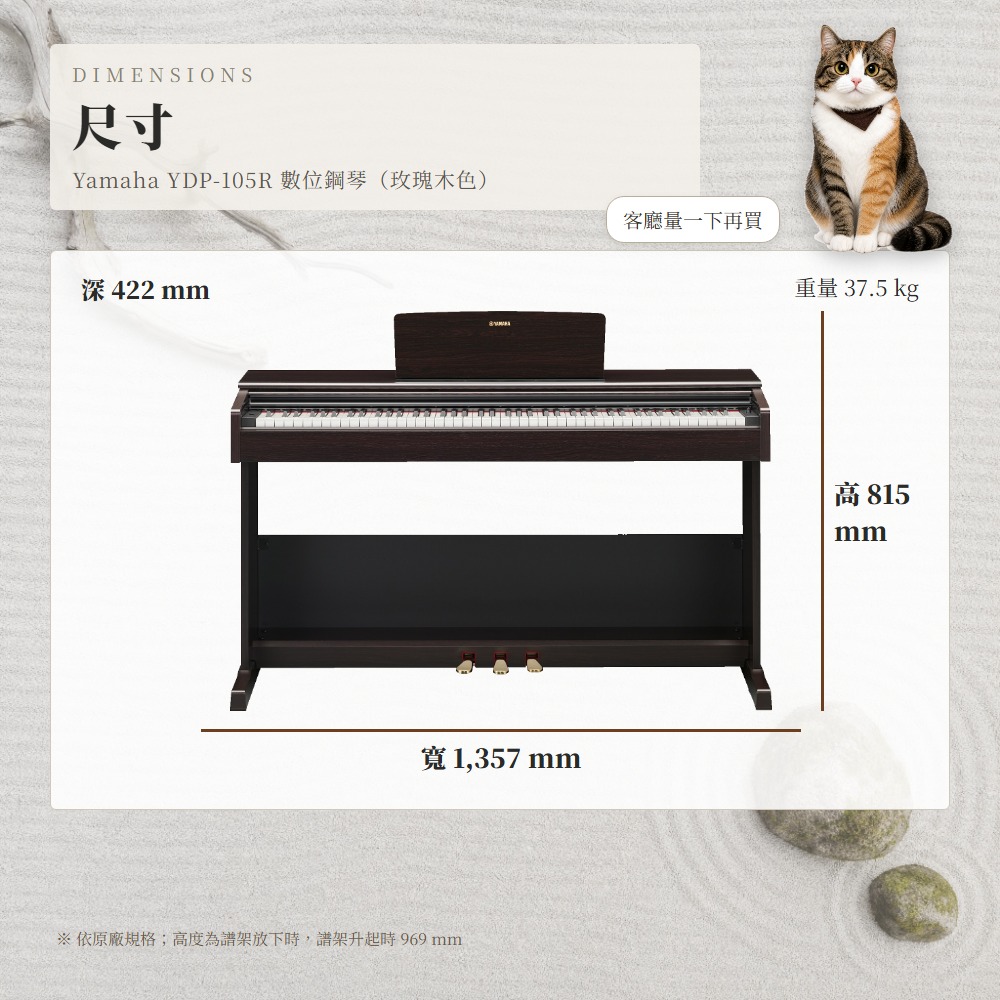 DIMENSIONS
尺寸
Yamaha YDP-105R 數位鋼琴（玫瑰木色）
客廳量一下再買
深 422 mm
重量 37.5 kg
YAMAHA
高 815
mm
寬 1,357 mm
※ 依原廠規格；高度為譜架放下時，譜架升起時 969 mm